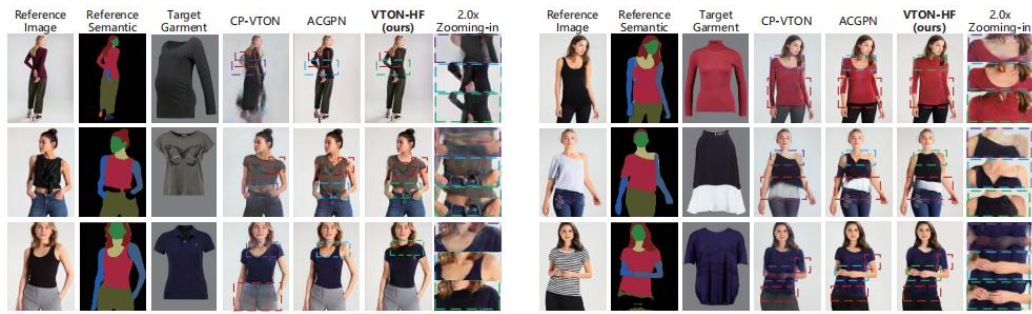 Reference Image
Reference Semantic
Target Garment
CP-VTON
ACGPN
VTON-HF (ours)
2.0x Zooming-in
Reference Image
Reference Semantic
Target Garment
CP-VTON
ACGPN
VTON-HF (ours)
2.0x Zooming-in